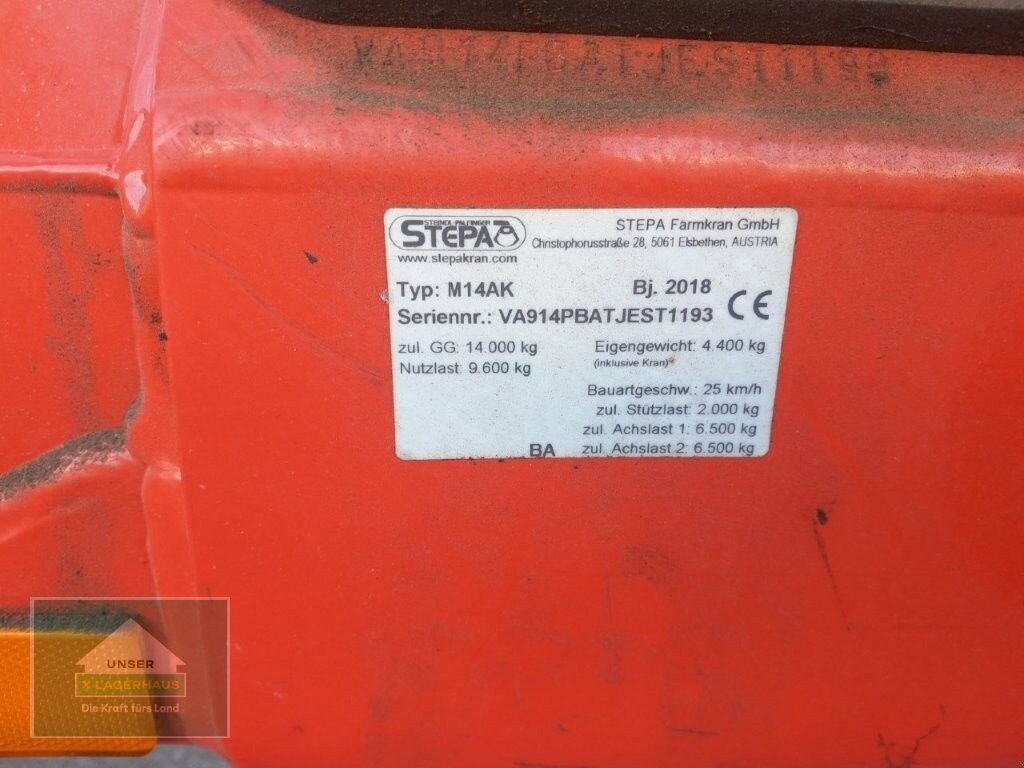 STEINDL-PALFINGER
STEPA
www.stepakran.com
STEPA Farmkran GmbH
Christophorusstraße 28, 5061 Elsbethen, AUSTRIA
Typ: M14AK Bj. 2018
Seriennr.: VA914PBATJEST1193 CE
zul. GG: 14.000 kg Eigengewicht: 4.400 kg
(inklusive Kran)
Nutzlast: 9.600 kg
Bauartgeschw.: 25 km/h
zul. Stützlast: 2.000 kg
zul. Achslast 1: 6.500 kg
BA zul. Achslast 2: 6.500 kg
UNSER
X LAGERHAUS
Die Kraft fürs Land